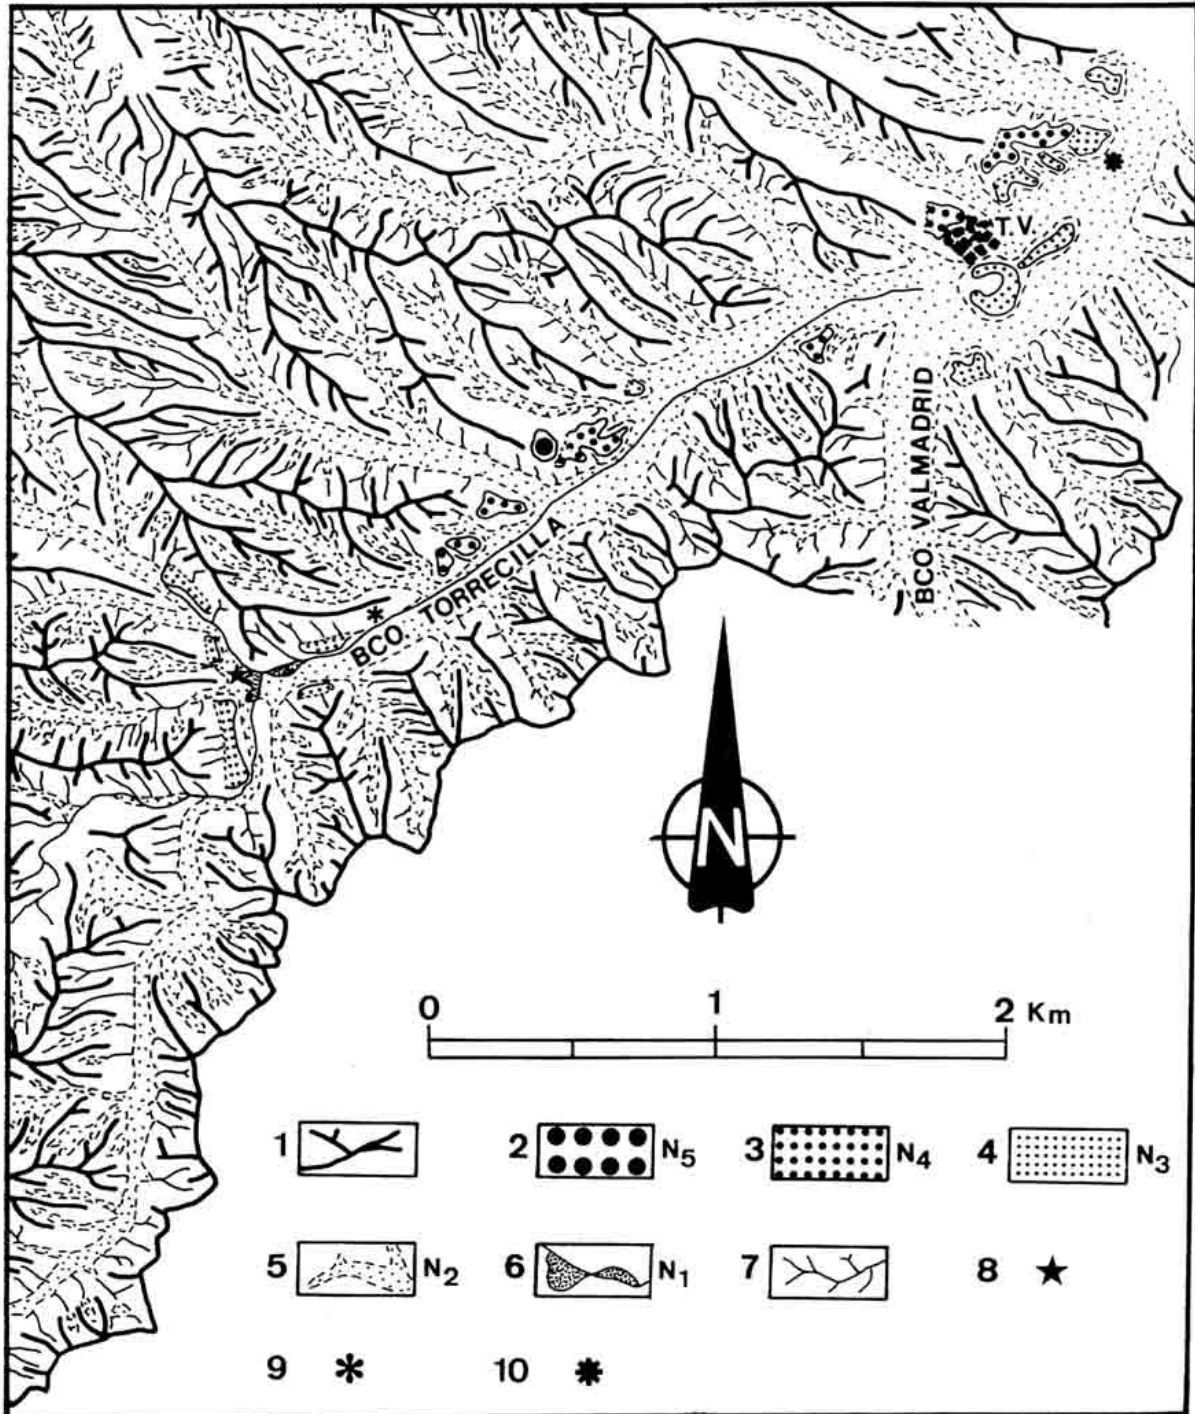 T.V.
BCO VALMADRID
BCO TORRECILLA
N
0 1 2 Km
1 2 N5 3 N4 4 N3
5 N2 6 N1 7 8
9 10